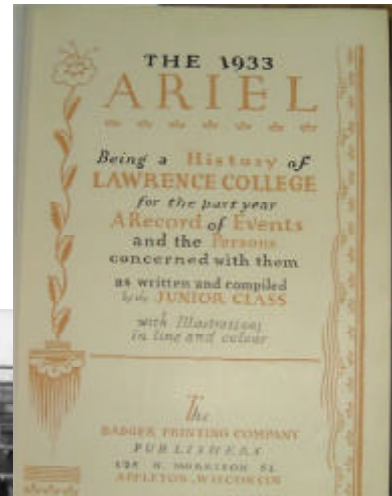 THE 1933
ARIEL
Being a History of
LAWRENCE COLLEGE
for the past year
A Record of Events
and the Persons
concerned with them
as written and compiled
by the JUNIOR CLASS
with Illustrations
in line and colour
The
BADGER PRINTING COMPANY
PUBLISHERS
N. MORRISON ST.
APPLETON, WISCONSIN